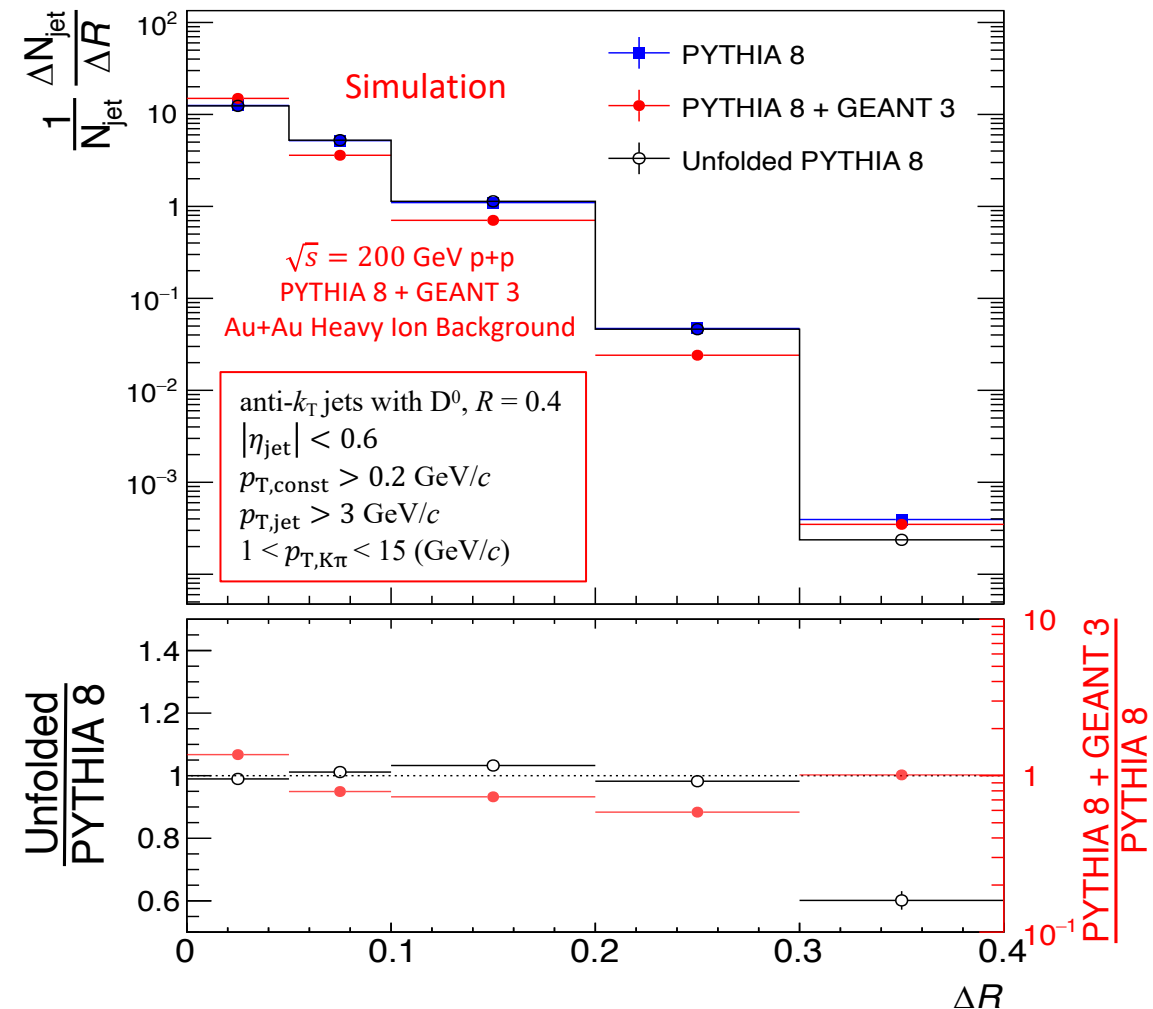 1
N_jet
ΔN_jet
ΔR
10²
10
1
10⁻¹
10⁻²
10⁻³
Simulation
PYTHIA 8
PYTHIA 8 + GEANT 3
Unfolded PYTHIA 8
√s = 200 GeV p+p
PYTHIA 8 + GEANT 3
Au+Au Heavy Ion Background
anti-k_T jets with D⁰, R = 0.4
|η_jet| < 0.6
p_T,const > 0.2 GeV/c
p_T,jet > 3 GeV/c
1 < p_T,Kπ < 15 (GeV/c)
Unfolded
PYTHIA 8
1.4
1.2
1
0.8
0.6
10
1
10⁻¹
PYTHIA 8 + GEANT 3
PYTHIA 8
0 0.1 0.2 0.3 0.4
ΔR